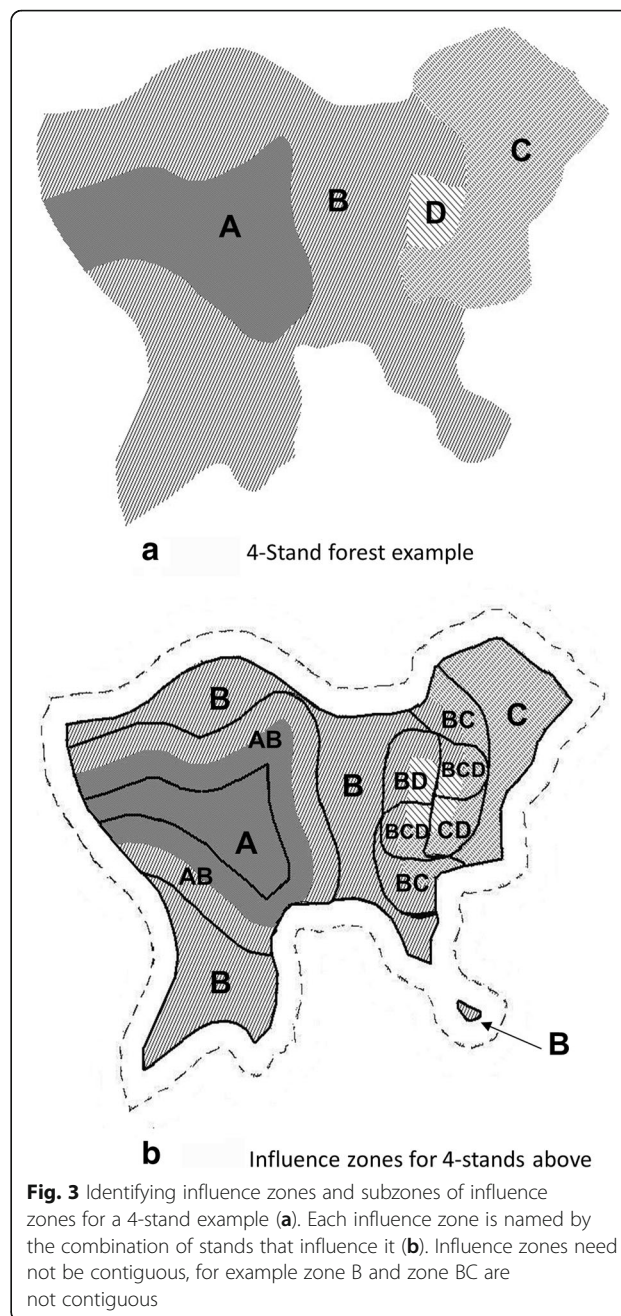 C
B
D
A
a 4-Stand forest example
B
C
BC
AB
B
BD
BCD
A
BCD
CD
AB
BC
B
B
b Influence zones for 4-stands above
Fig. 3 Identifying influence zones and subzones of influence
zones for a 4-stand example (a). Each influence zone is named by
the combination of stands that influence it (b). Influence zones need
not be contiguous, for example zone B and zone BC are
not contiguous